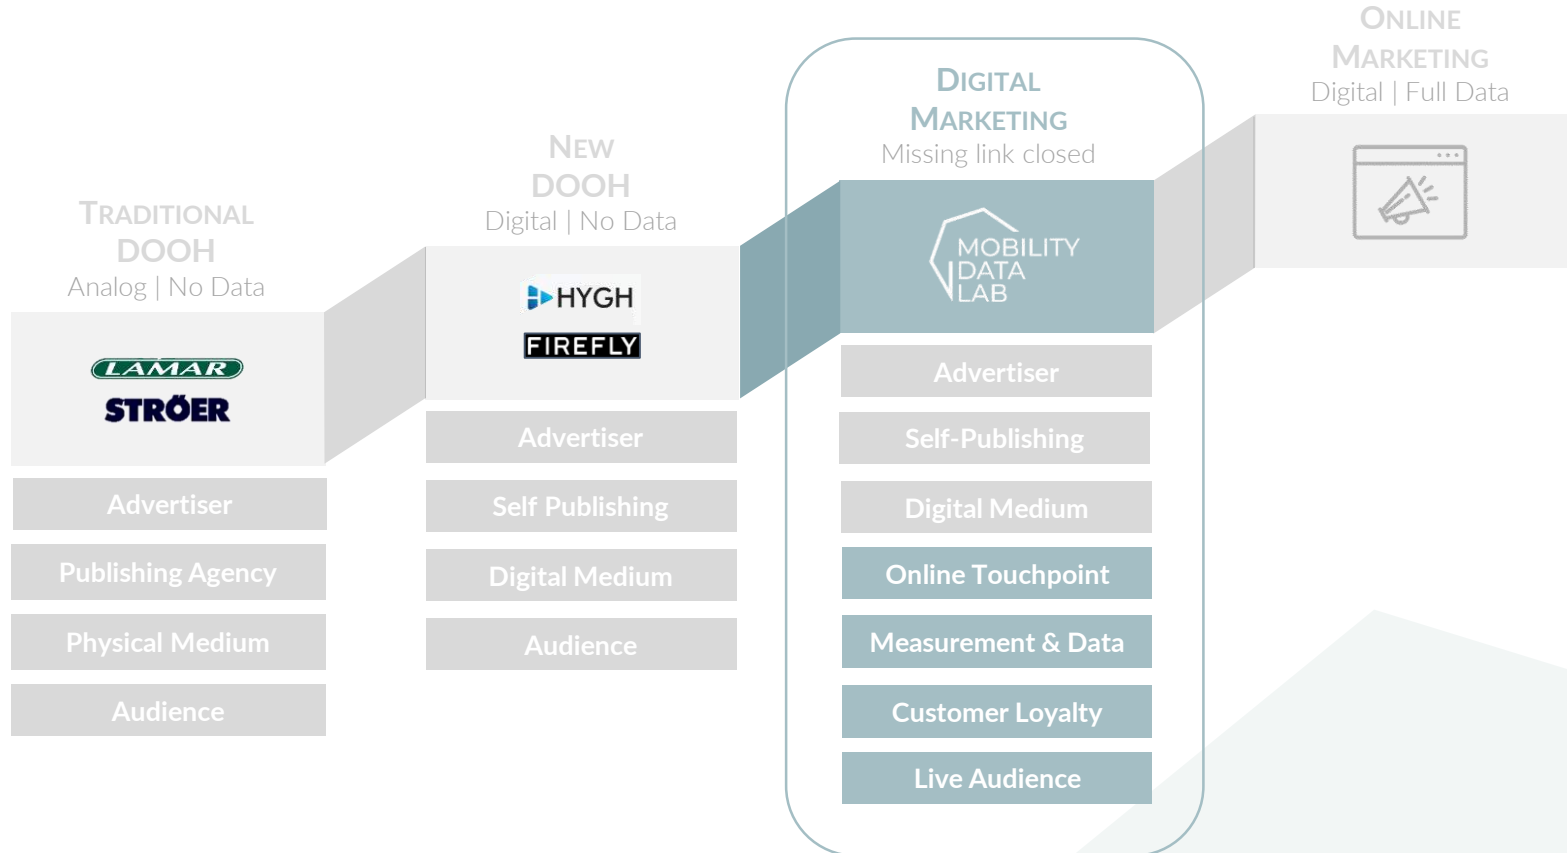 TRADITIONAL
DOOH
Analog | No Data
LAMAR
STRÖER
Advertiser
Publishing Agency
Physical Medium
Audience
NEW
DOOH
Digital | No Data
HYGH
FIREFLY
Advertiser
Self Publishing
Digital Medium
Audience
DIGITAL
MARKETING
Missing link closed
MOBILITY
DATA
LAB
Advertiser
Self-Publishing
Digital Medium
Online Touchpoint
Measurement & Data
Customer Loyalty
Live Audience
ONLINE
MARKETING
Digital | Full Data